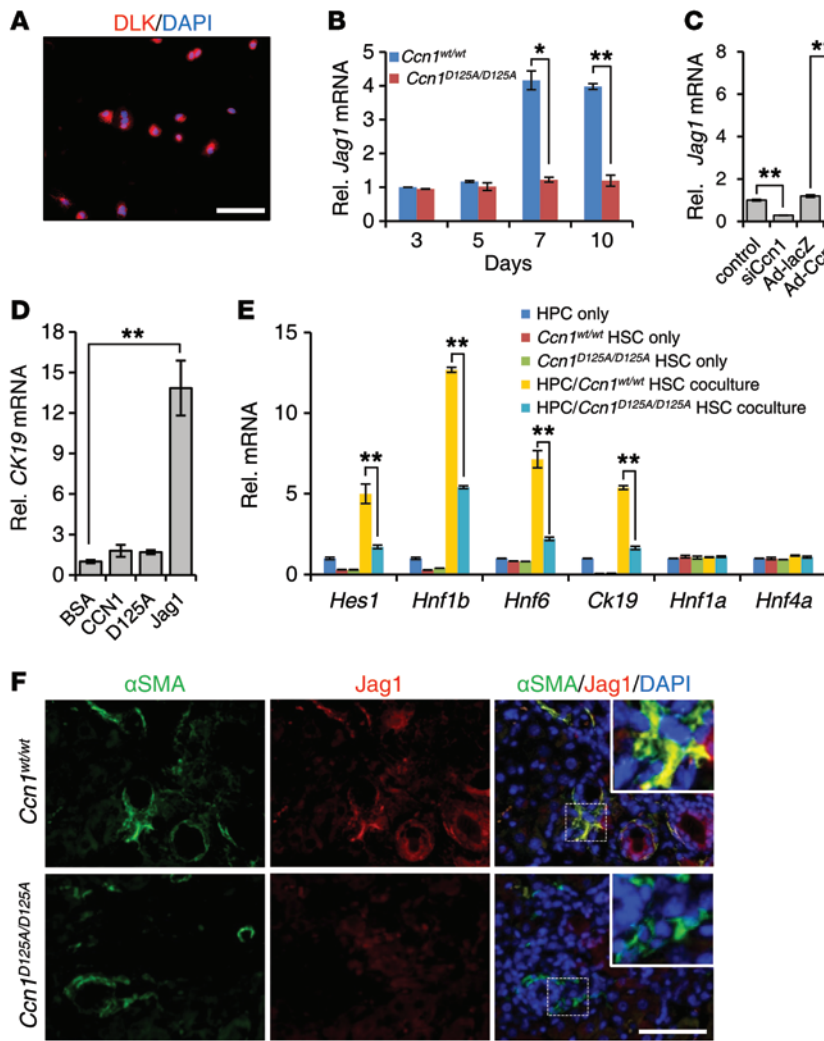 A
DLK/DAPI
B
Rel. Jag1 mRNA
5
4
3
2
1
0
Ccn1wt/wt
Ccn1D125A/D125A
*
**
3 5 7 10
Days
C
Rel. Jag1 mRNA
8
6
4
2
0
**
**
control
siCcn1
Ad-lacZ
D
Rel. CK19 mRNA
18
15
12
9
6
3
0
**
BSA
CCN1
D125A
Jag1
E
Rel. mRNA
15
10
5
0
HPC only
Ccn1wt/wt HSC only
Ccn1D125A/D125A HSC only
HPC/Ccn1wt/wt HSC coculture
HPC/Ccn1D125A/D125A HSC coculture
**
**
**
**
Hes1 Hnf1b Hnf6 Ck19 Hnf1a Hnf4a
F
αSMA Jag1 αSMA/Jag1/DAPI
Ccn1wt/wt
Ccn1D125A/D125A